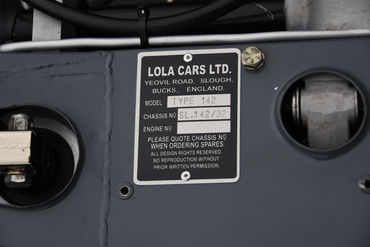 LOLA CARS LTD.
YEOVIL ROAD, SLOUGH,
BUCKS., ENGLAND.
MODEL TYPE 142
CHASSIS Nº SL.142/32
ENGINE Nº
PLEASE QUOTE CHASSIS Nº
WHEN ORDERING SPARES.
ALL DESIGN RIGHTS RESERVED.
NO REPRODUCTION WITHOUT
PRIOR WRITTEN PERMISSION.